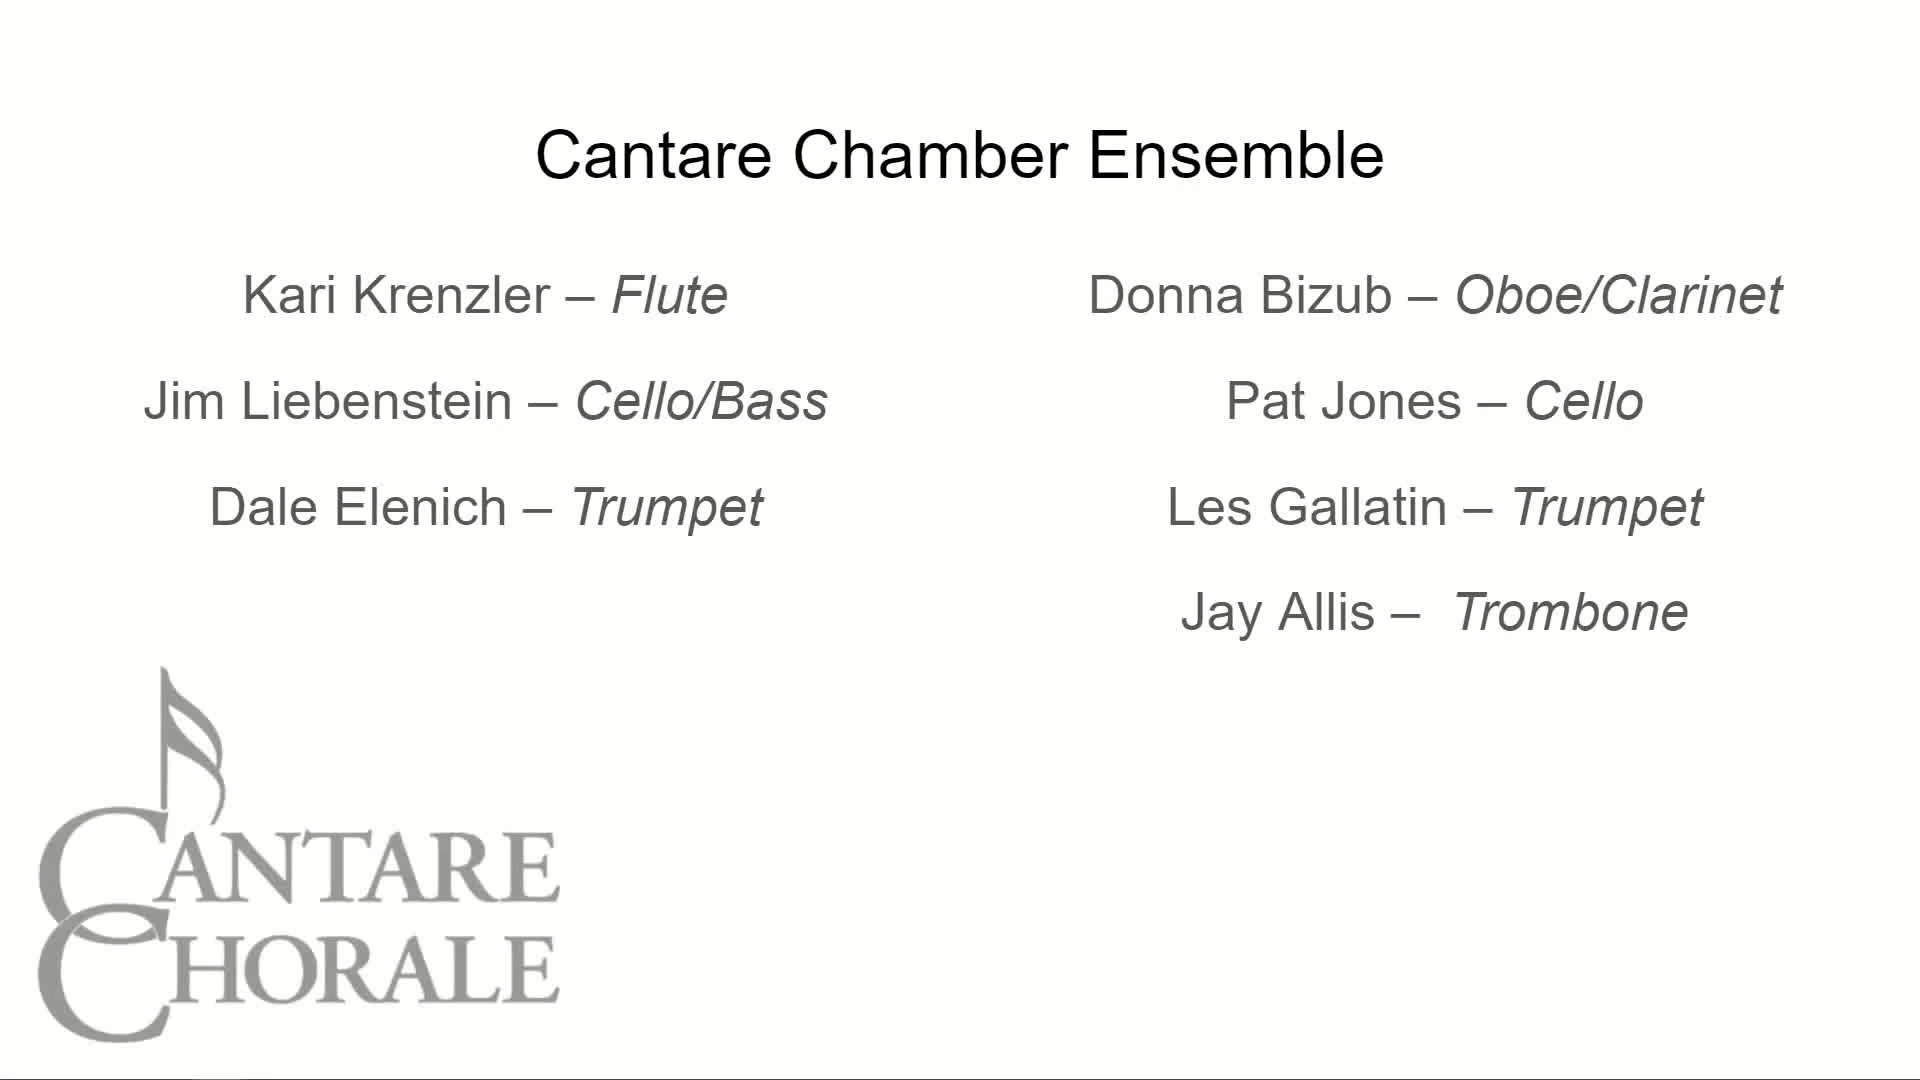 Cantare Chamber Ensemble
Kari Krenzler – Flute
Jim Liebenstein – Cello/Bass
Dale Elenich – Trumpet
Donna Bizub – Oboe/Clarinet
Pat Jones – Cello
Les Gallatin – Trumpet
Jay Allis –  Trombone
CANTARE
CHORALE